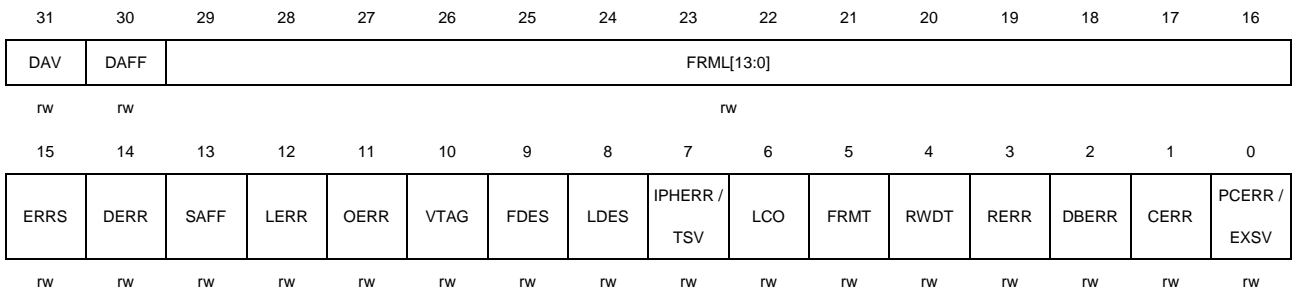 31 30 29 28 27 26 25 24 23 22 21 20 19 18 17 16
DAV DAFF FRML[13:0]
rw rw rw
15 14 13 12 11 10 9 8 7 6 5 4 3 2 1 0
ERRS DERR SAFF LERR OERR VTAG FDES LDES IPHERR / TSV LCO FRMT RWDT RERR DBERR CERR PCERR / EXSV
rw rw rw rw rw rw rw rw rw rw rw rw rw rw rw rw